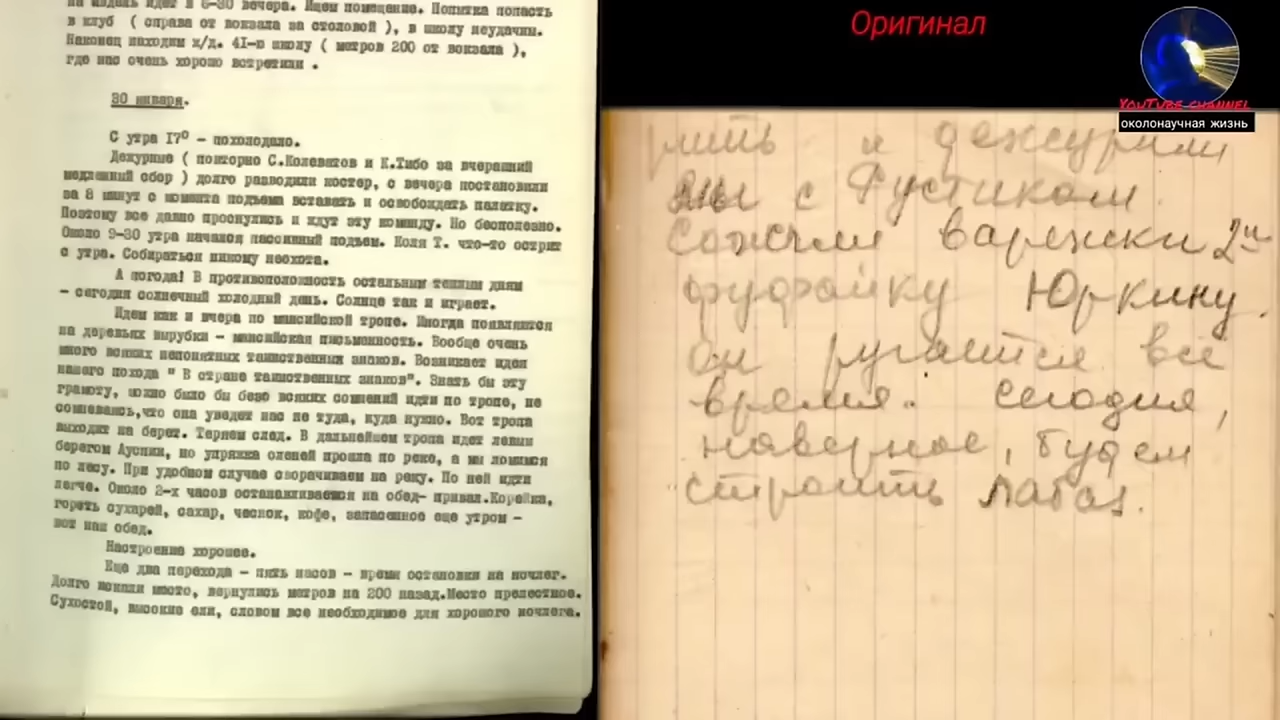 на Ивдель идет в 6-30 вечера. Ищем помещение. Попытка попасть
в клуб ( справа от вокзала за столовой ), в школу неудачим.
Наконец находим ж/д. 41-ю школу ( метров 200 от вокзала ),
где нас очень хорошо встретили .
30 января.
С утра 17⁰ - похолодало.
Дежурные ( повторно С.Колеватов и К.Тибо за вчерашний
медленный сбор ) долго разводили костер, с вечера постановили
за 8 минут с момента подъема вставать и освобождать палатку.
Поэтому все давно проснулись и ждут эту команду. Но бесполезно.
Около 9-30 утра начался пассивный подъем. Коля Т. что-то острит
с утра. Собираться никому неохота.
А погода! В противоположность остальным теплым дням
- сегодня солнечный холодный день. Солнце так и играет.
Идем как и вчера по мансийской тропе. Иногда появляются
на деревьях вырубки - мансийская письменность. Вообще очень
много всяких непонятных таинственных знаков. Возникает идея
нашего похода " В стране таинственных знаков". Знать бы эту
грамоту, можно было бы безо всяких сомнений идти по тропе, не
сомневаясь,что она уведет нас не туда, куда нужно. Вот тропа
выходит на берег. Теряем след. В дальнейшем тропа идет левым
берегом Ауспии, но упряжка оленей прошла по реке, а мы ломимся
по лесу. При удобном случае сворачиваем на реку. По ней идти
легче. Около 2-х часов останавливаемся на обед- привал.Корейка,
горсть сухарей, сахар, чеснок, кофе, запасенное еще утром -
вот наш обед.
Настроение хорошее.
Еще два перехода - пять часов - время остановки на ночлег.
Долго искали место, вернулись метров на 200 назад.Место прелестное.
Сухостой, высокие ели, словом все необходимое для хорошего ночлега.
Оригинал
YouTube channel
околонаучная жизнь
и дежурили
мы с Рустиком.
Сожгли варежки 2ую
фуфайку Юркину.
он ругается всё
время. Сегодня,
наверное, будем
строить лабаз.